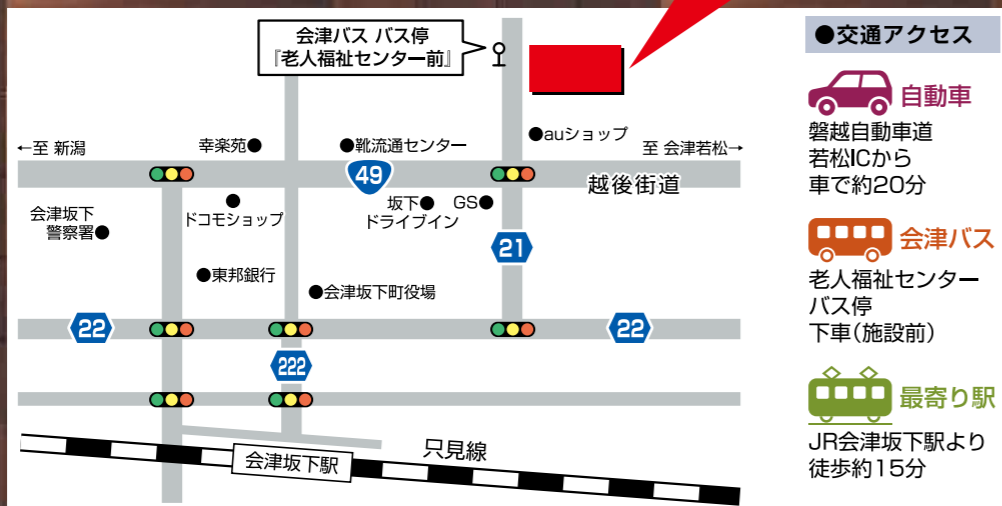 会津バス バス停
『老人福祉センター前』
●auショップ
←至 新潟
幸楽苑●
●靴流通センター
至 会津若松→
49
越後街道
会津坂下
警察署●
●
ドコモショップ
坂下●
ドライブイン
GS●
21
●東邦銀行
●会津坂下町役場
22
22
222
会津坂下駅
只見線
●交通アクセス
自動車
磐越自動車道
若松ICから
車で約20分
会津バス
老人福祉センター
バス停
下車(施設前)
最寄り駅
JR会津坂下駅より
徒歩約15分